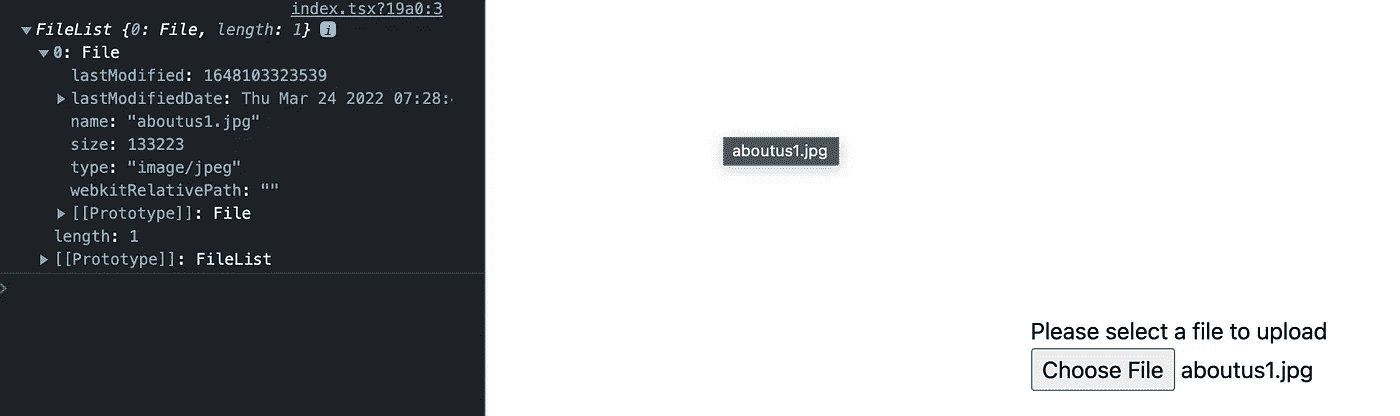 index.tsx?19a0:3
FileList {0: File, length: 1} i
0: File
lastModified: 1648103323539
lastModifiedDate: Thu Mar 24 2022 07:28:
name: "aboutus1.jpg"
size: 133223
type: "image/jpeg"
webkitRelativePath: ""
[[Prototype]]: File
length: 1
[[Prototype]]: FileList
aboutus1.jpg
Please select a file to upload
Choose File aboutus1.jpg